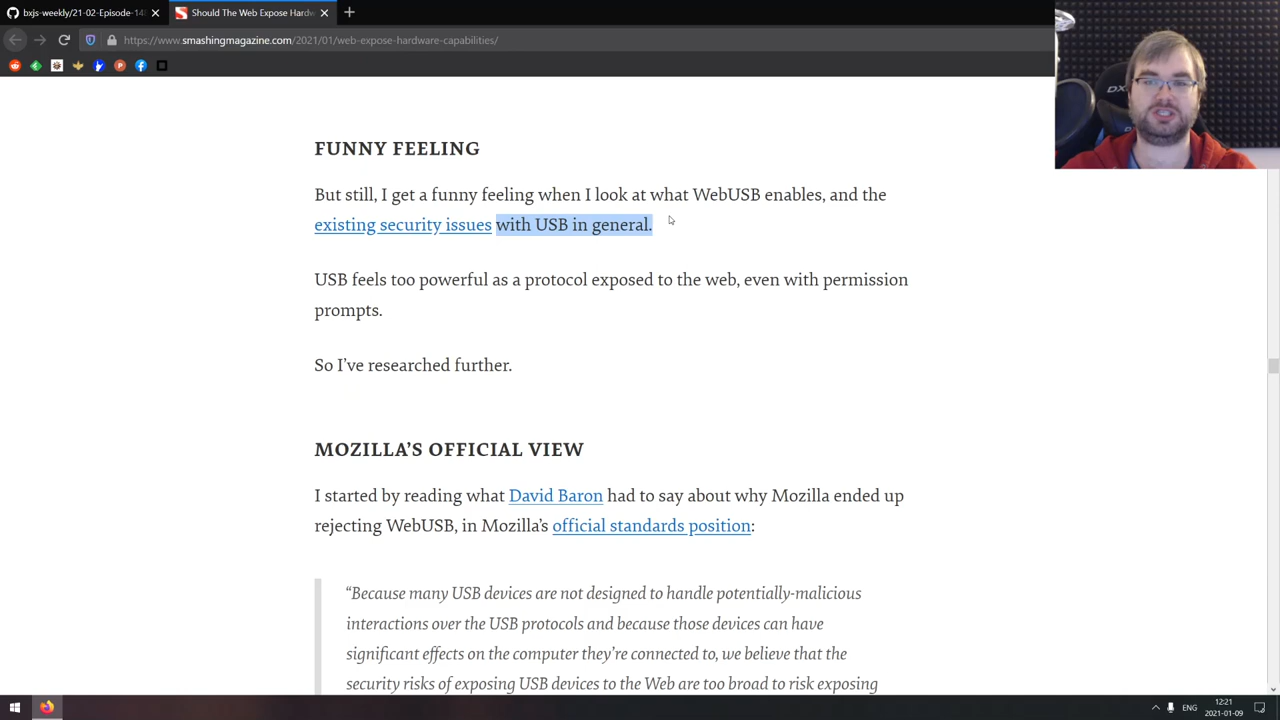 bxjs-weekly/21-02-Episode-148
Should The Web Expose Hardw
https://www.smashingmagazine.com/2021/01/web-expose-hardware-capabilities/
DX
FUNNY FEELING
But still, I get a funny feeling when I look at what WebUSB enables, and the
existing security issues with USB in general.
USB feels too powerful as a protocol exposed to the web, even with permission
prompts.
So I’ve researched further.
MOZILLA’S OFFICIAL VIEW
I started by reading what David Baron had to say about why Mozilla ended up
rejecting WebUSB, in Mozilla’s official standards position:
“Because many USB devices are not designed to handle potentially-malicious
interactions over the USB protocols and because those devices can have
significant effects on the computer they’re connected to, we believe that the
security risks of exposing USB devices to the Web are too broad to risk exposing
ENG
12:21
2021-01-09